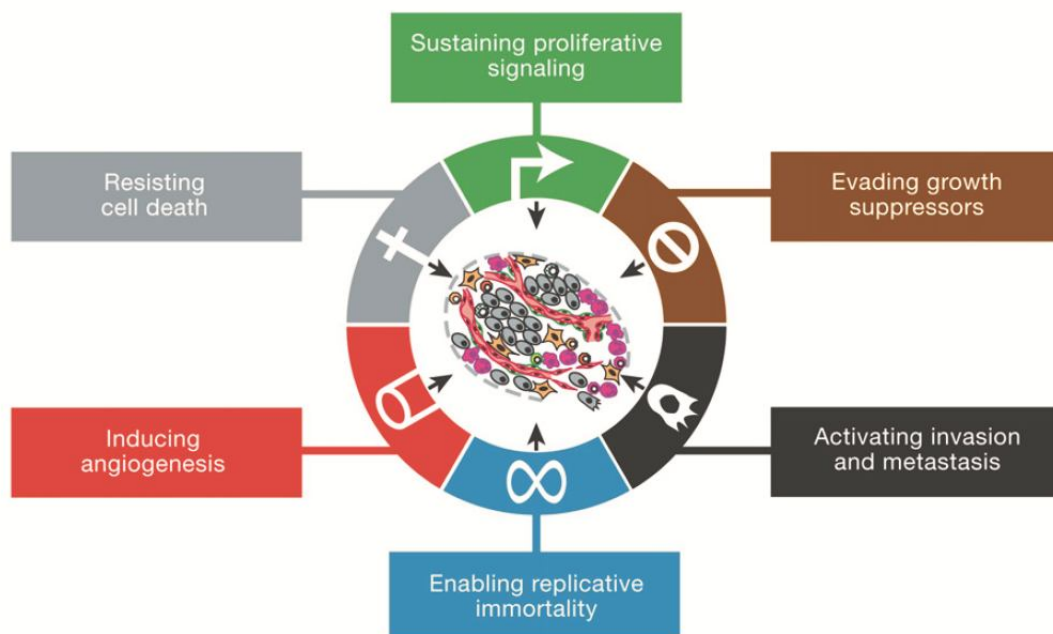 Sustaining proliferative
signaling
Resisting
cell death
Evading growth
suppressors
Inducing
angiogenesis
Activating invasion
and metastasis
Enabling replicative
immortality